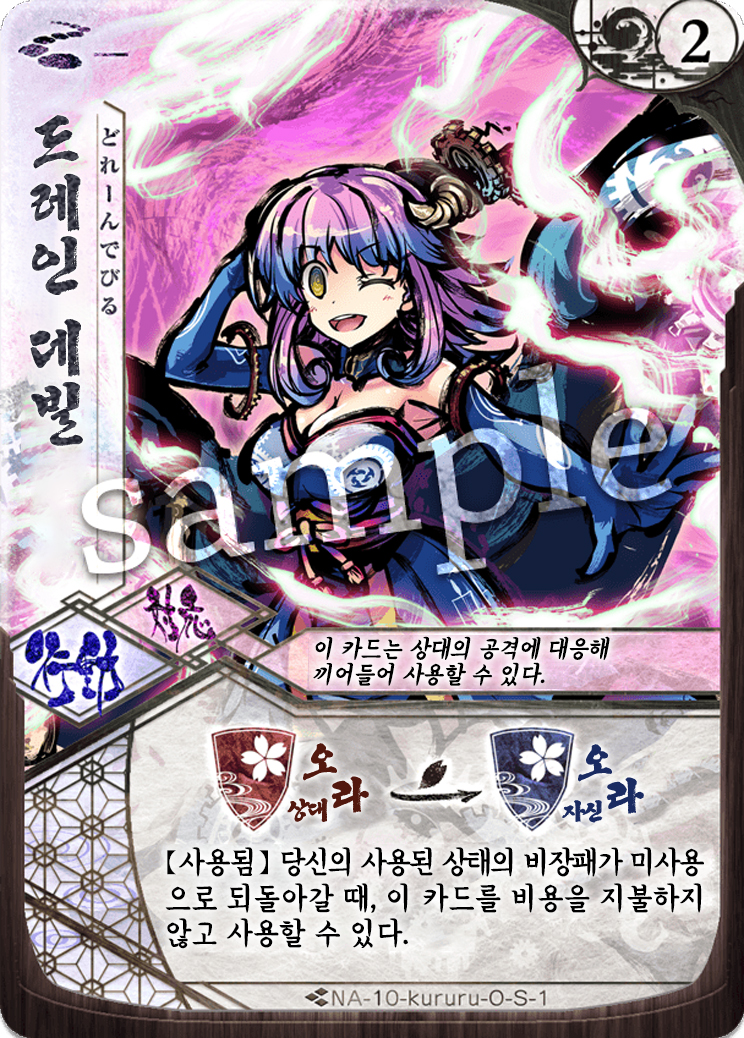 2
드레인 데빌
どれーんでびる
sample
対応
行動
이 카드는 상대의 공격에 대응해
끼어들어 사용할 수 있다.
상대 오라
자신 오라
【사용됨】 당신의 사용된 상태의 비장패가 미사용
으로 되돌아갈 때, 이 카드를 비용을 지불하지
않고 사용할 수 있다.
NA-10-kururu-O-S-1